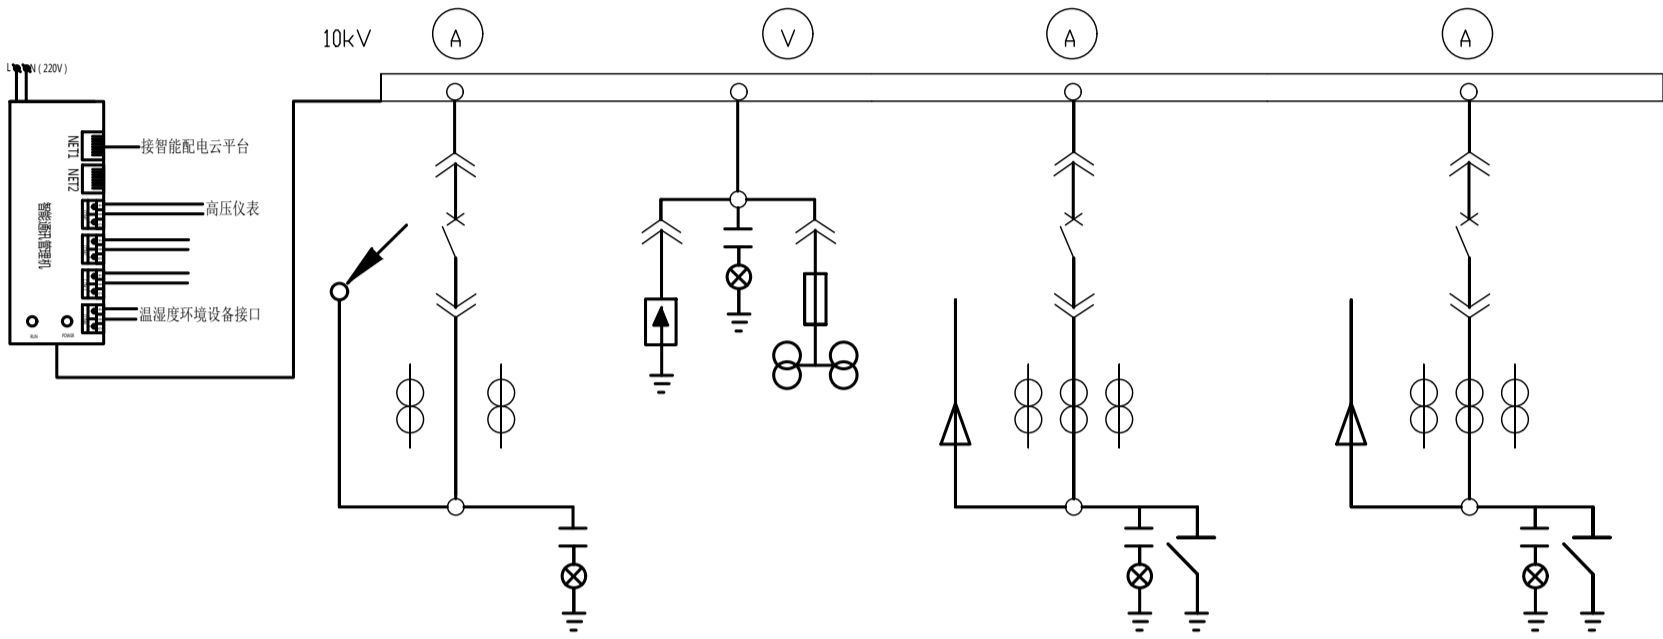 10kV
A
V
A
A
L N ( 220V )
NET1
接智能配电云平台
NET2
高压仪表
智能通讯管理机
温湿度环境设备接口
RUN
POWER